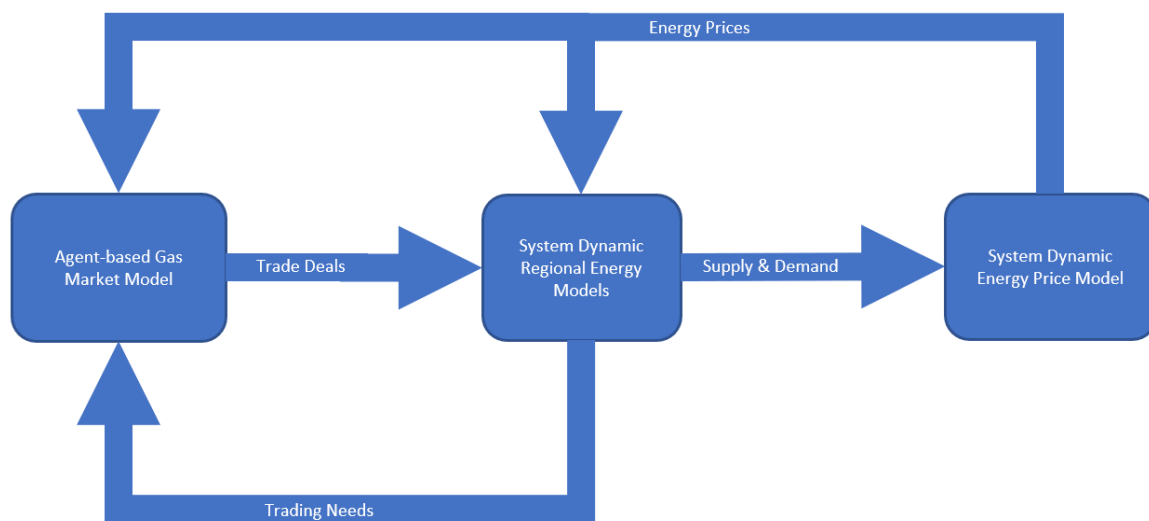 Energy Prices
Agent-based Gas
Market Model
Trade Deals
System Dynamic
Regional Energy
Models
Supply & Demand
System Dynamic
Energy Price Model
Trading Needs